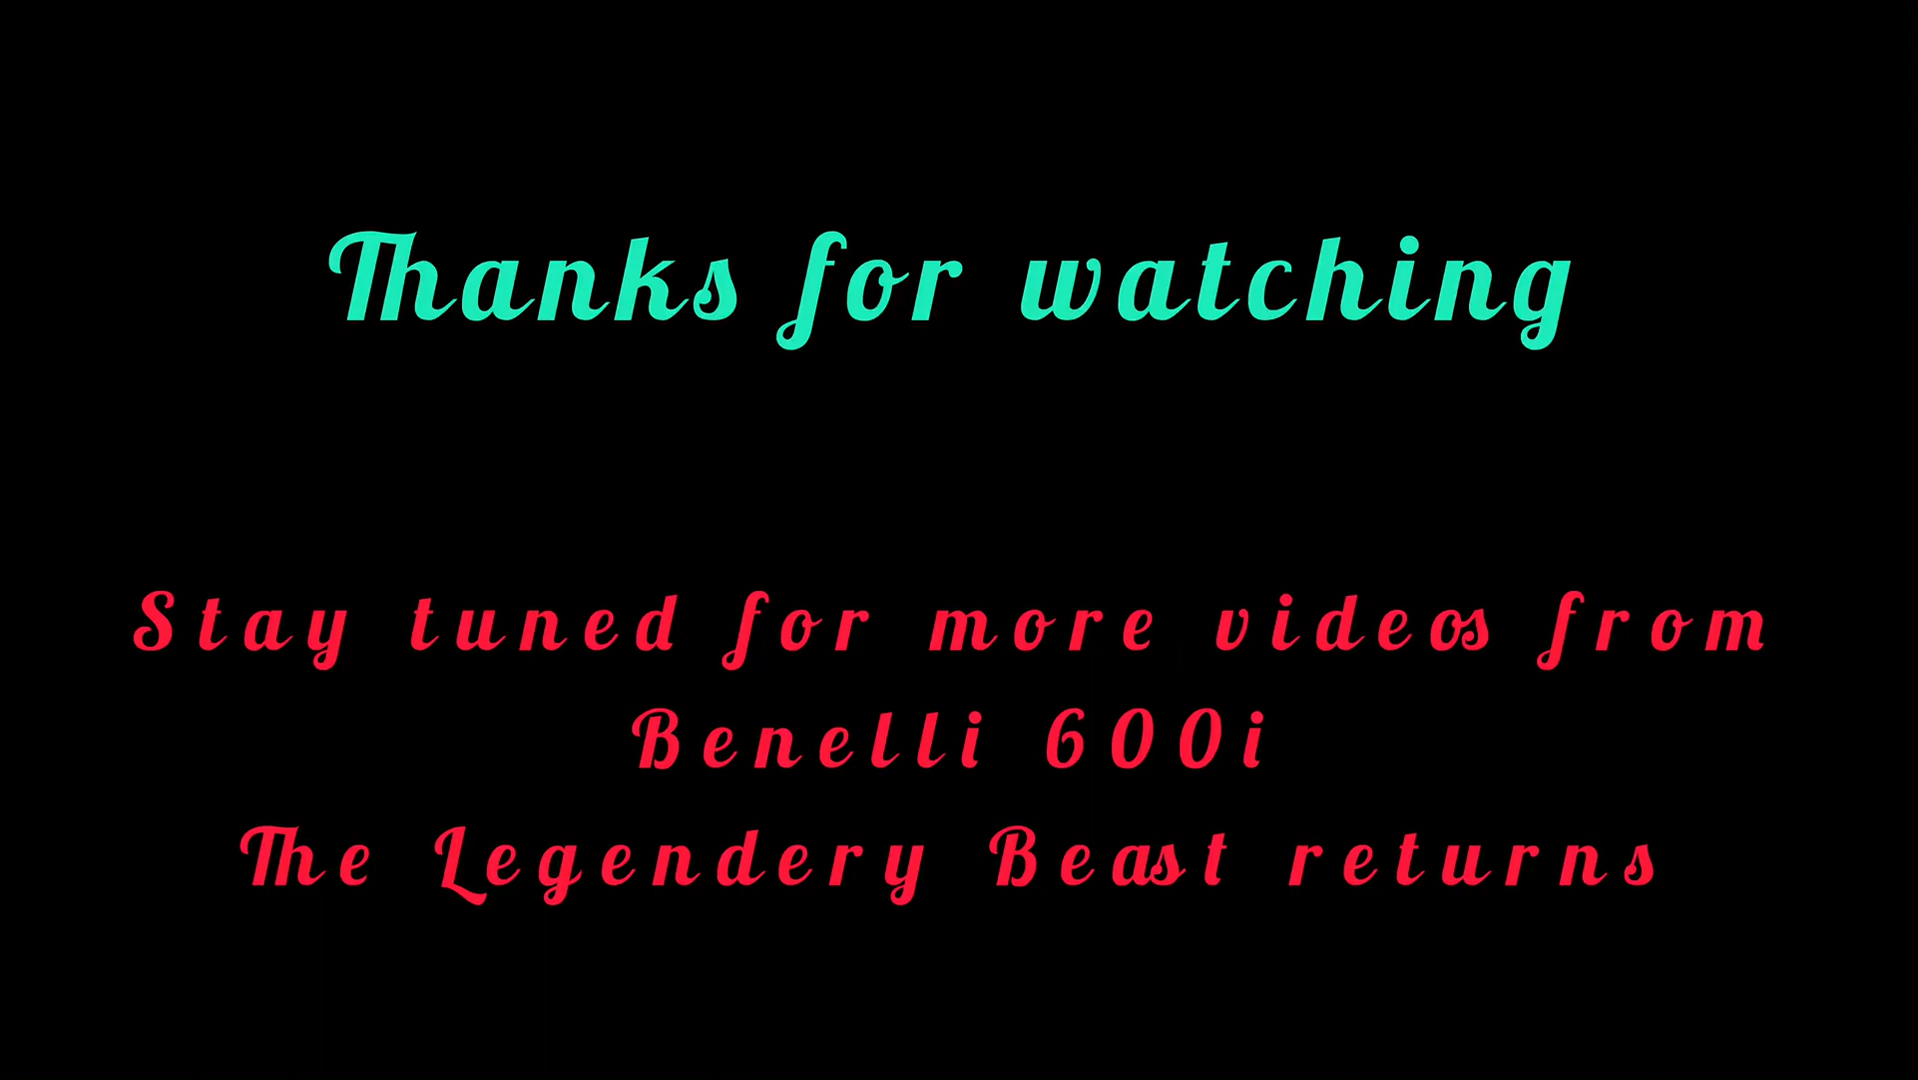 Thanks for watching
Stay tuned for more videos from
Benelli 600i
The Legendery Beast returns